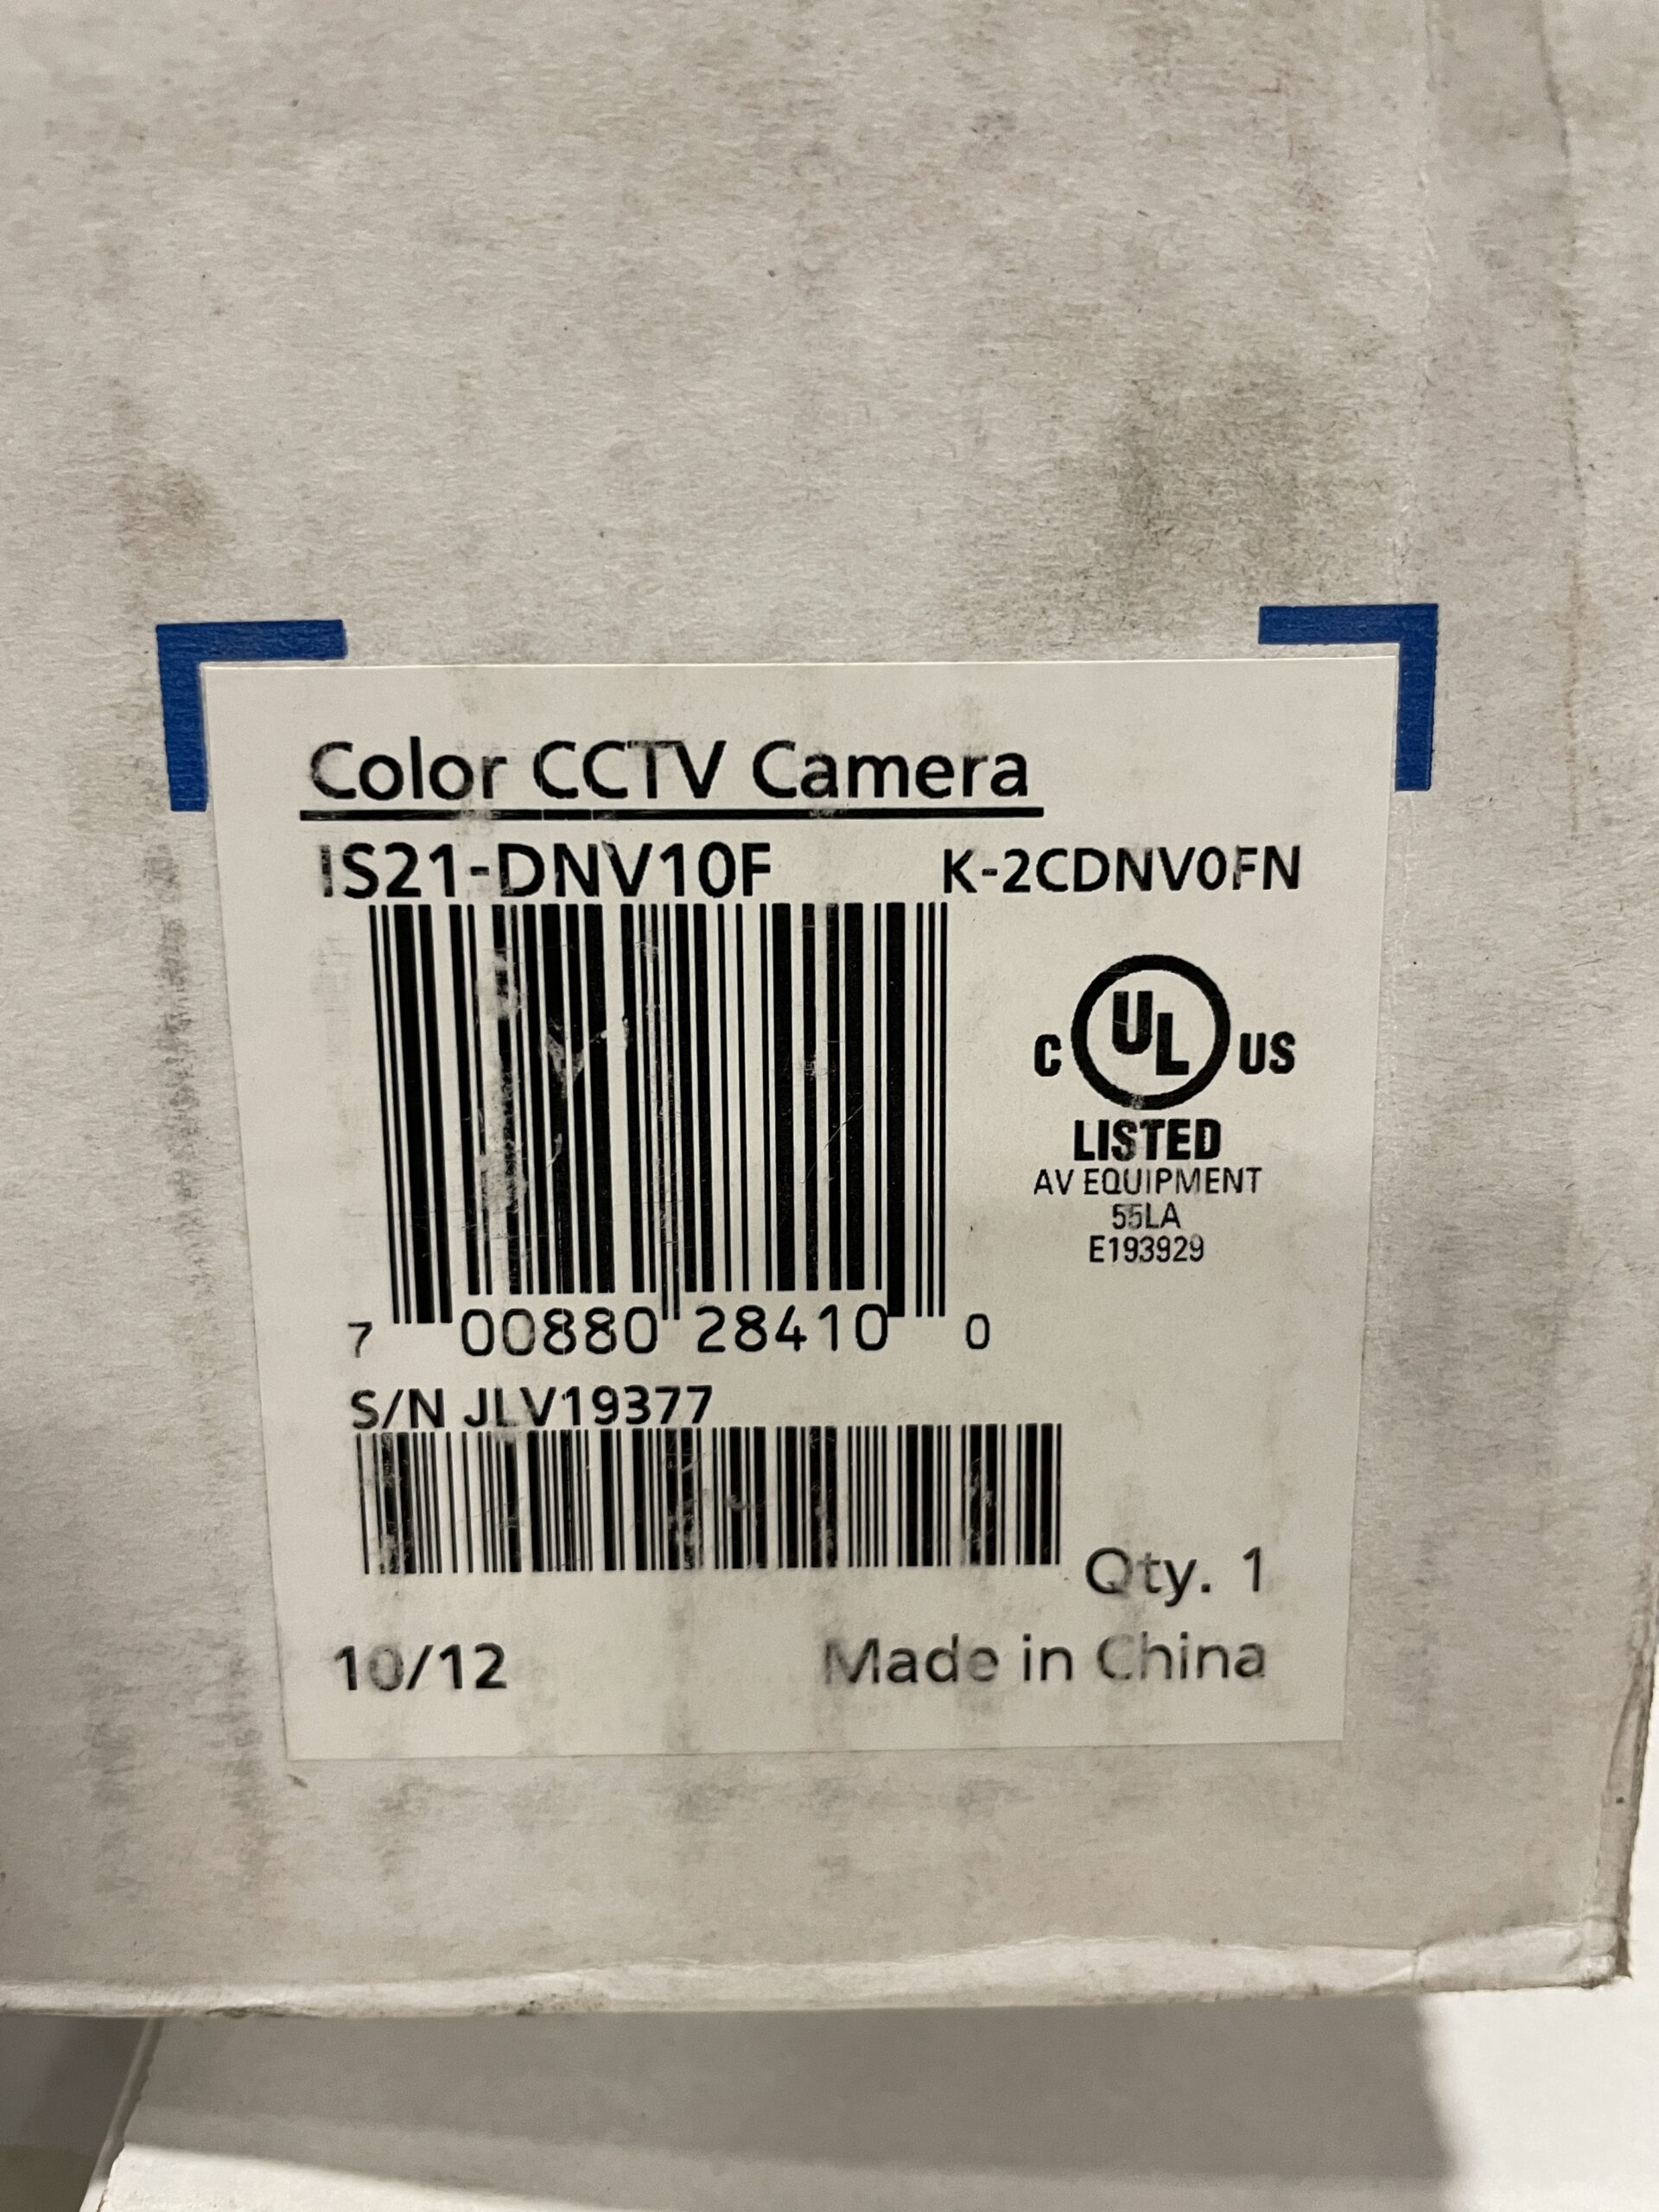 Color CCTV Camera
IS21-DNV10F K-2CDNV0FN
C UL US
LISTED
AV EQUIPMENT
55LA
E193929
7 00880 28410 0
S/N JLV19377
Qty. 1
10/12 Made in China